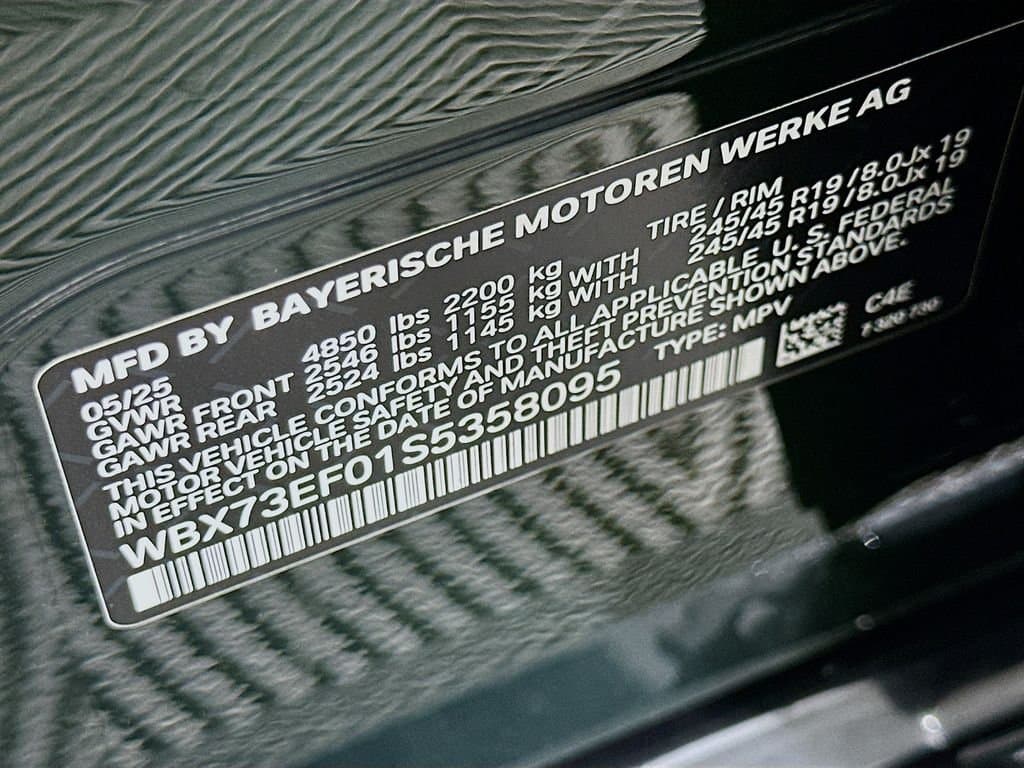 MFD BY BAYERISCHE MOTOREN WERKE AG
05/25 TIRE / RIM
GVWR 4850 lbs 2200 kg
GAWR FRONT 2546 lbs 1155 kg WITH 245/45 R19 /8.0Jx 19
GAWR REAR 2524 lbs 1145 kg WITH 245/45 R19 /8.0Jx 19
THIS VEHICLE CONFORMS TO ALL APPLICABLE U. S. FEDERAL
MOTOR VEHICLE SAFETY AND THEFT PREVENTION STANDARDS
IN EFFECT ON THE DATE OF MANUFACTURE SHOWN ABOVE.
WBX73EF01S5358095 TYPE: MPV C4E
7 320 730